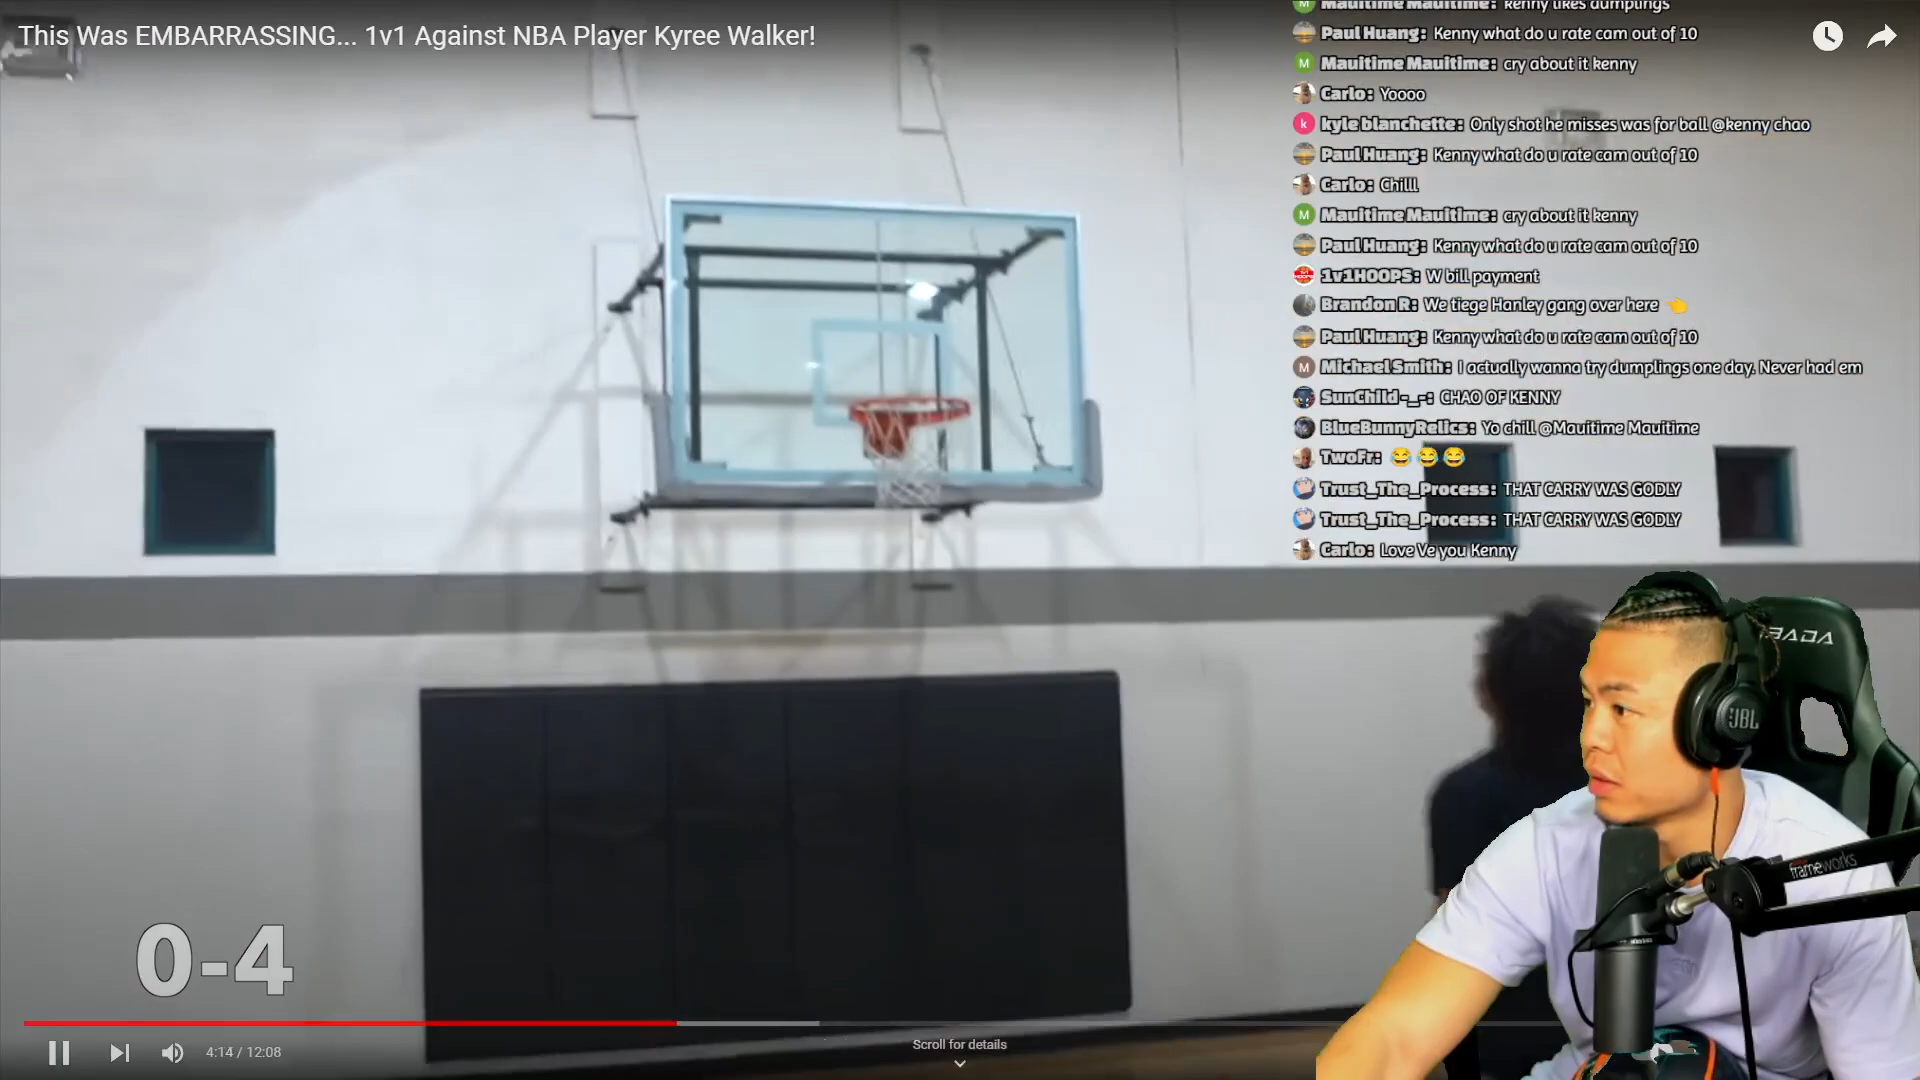 This Was EMBARRASSING... 1v1 Against NBA Player Kyree Walker!
Mauitime Mauitime: kenny likes dumplings
Paul Huang: Kenny what do u rate cam out of 10
M Mauitime Mauitime: cry about it kenny
Carlo: Yoooo
k kyle blanchette: Only shot he misses was for ball @kenny chao
Paul Huang: Kenny what do u rate cam out of 10
Carlo: Chilll
M Mauitime Mauitime: cry about it kenny
Paul Huang: Kenny what do u rate cam out of 10
1v1HOOPS: W bill payment
Brandon R: We tiege Hanley gang over here 👈
Paul Huang: Kenny what do u rate cam out of 10
M Michael Smith: I actually wanna try dumplings one day. Never had em
SunChild -_-: CHAO OF KENNY
BlueBunnyRelics: Yo chill @Mauitime Mauitime
TwoFr: 😂 😂 😂
Trust_The_Process: THAT CARRY WAS GODLY
Trust_The_Process: THAT CARRY WAS GODLY
Carlo: Love Ve you Kenny
BADA
JBL
frameworks
0-4
4:14 / 12:08
Scroll for details